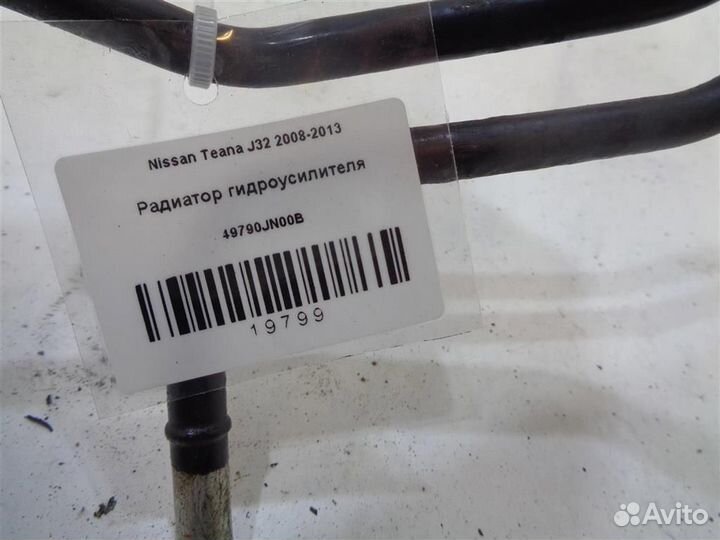 Nissan Teana J32 2008-2013
Радиатор гидроусилителя
49790JN00B
19799
Avito